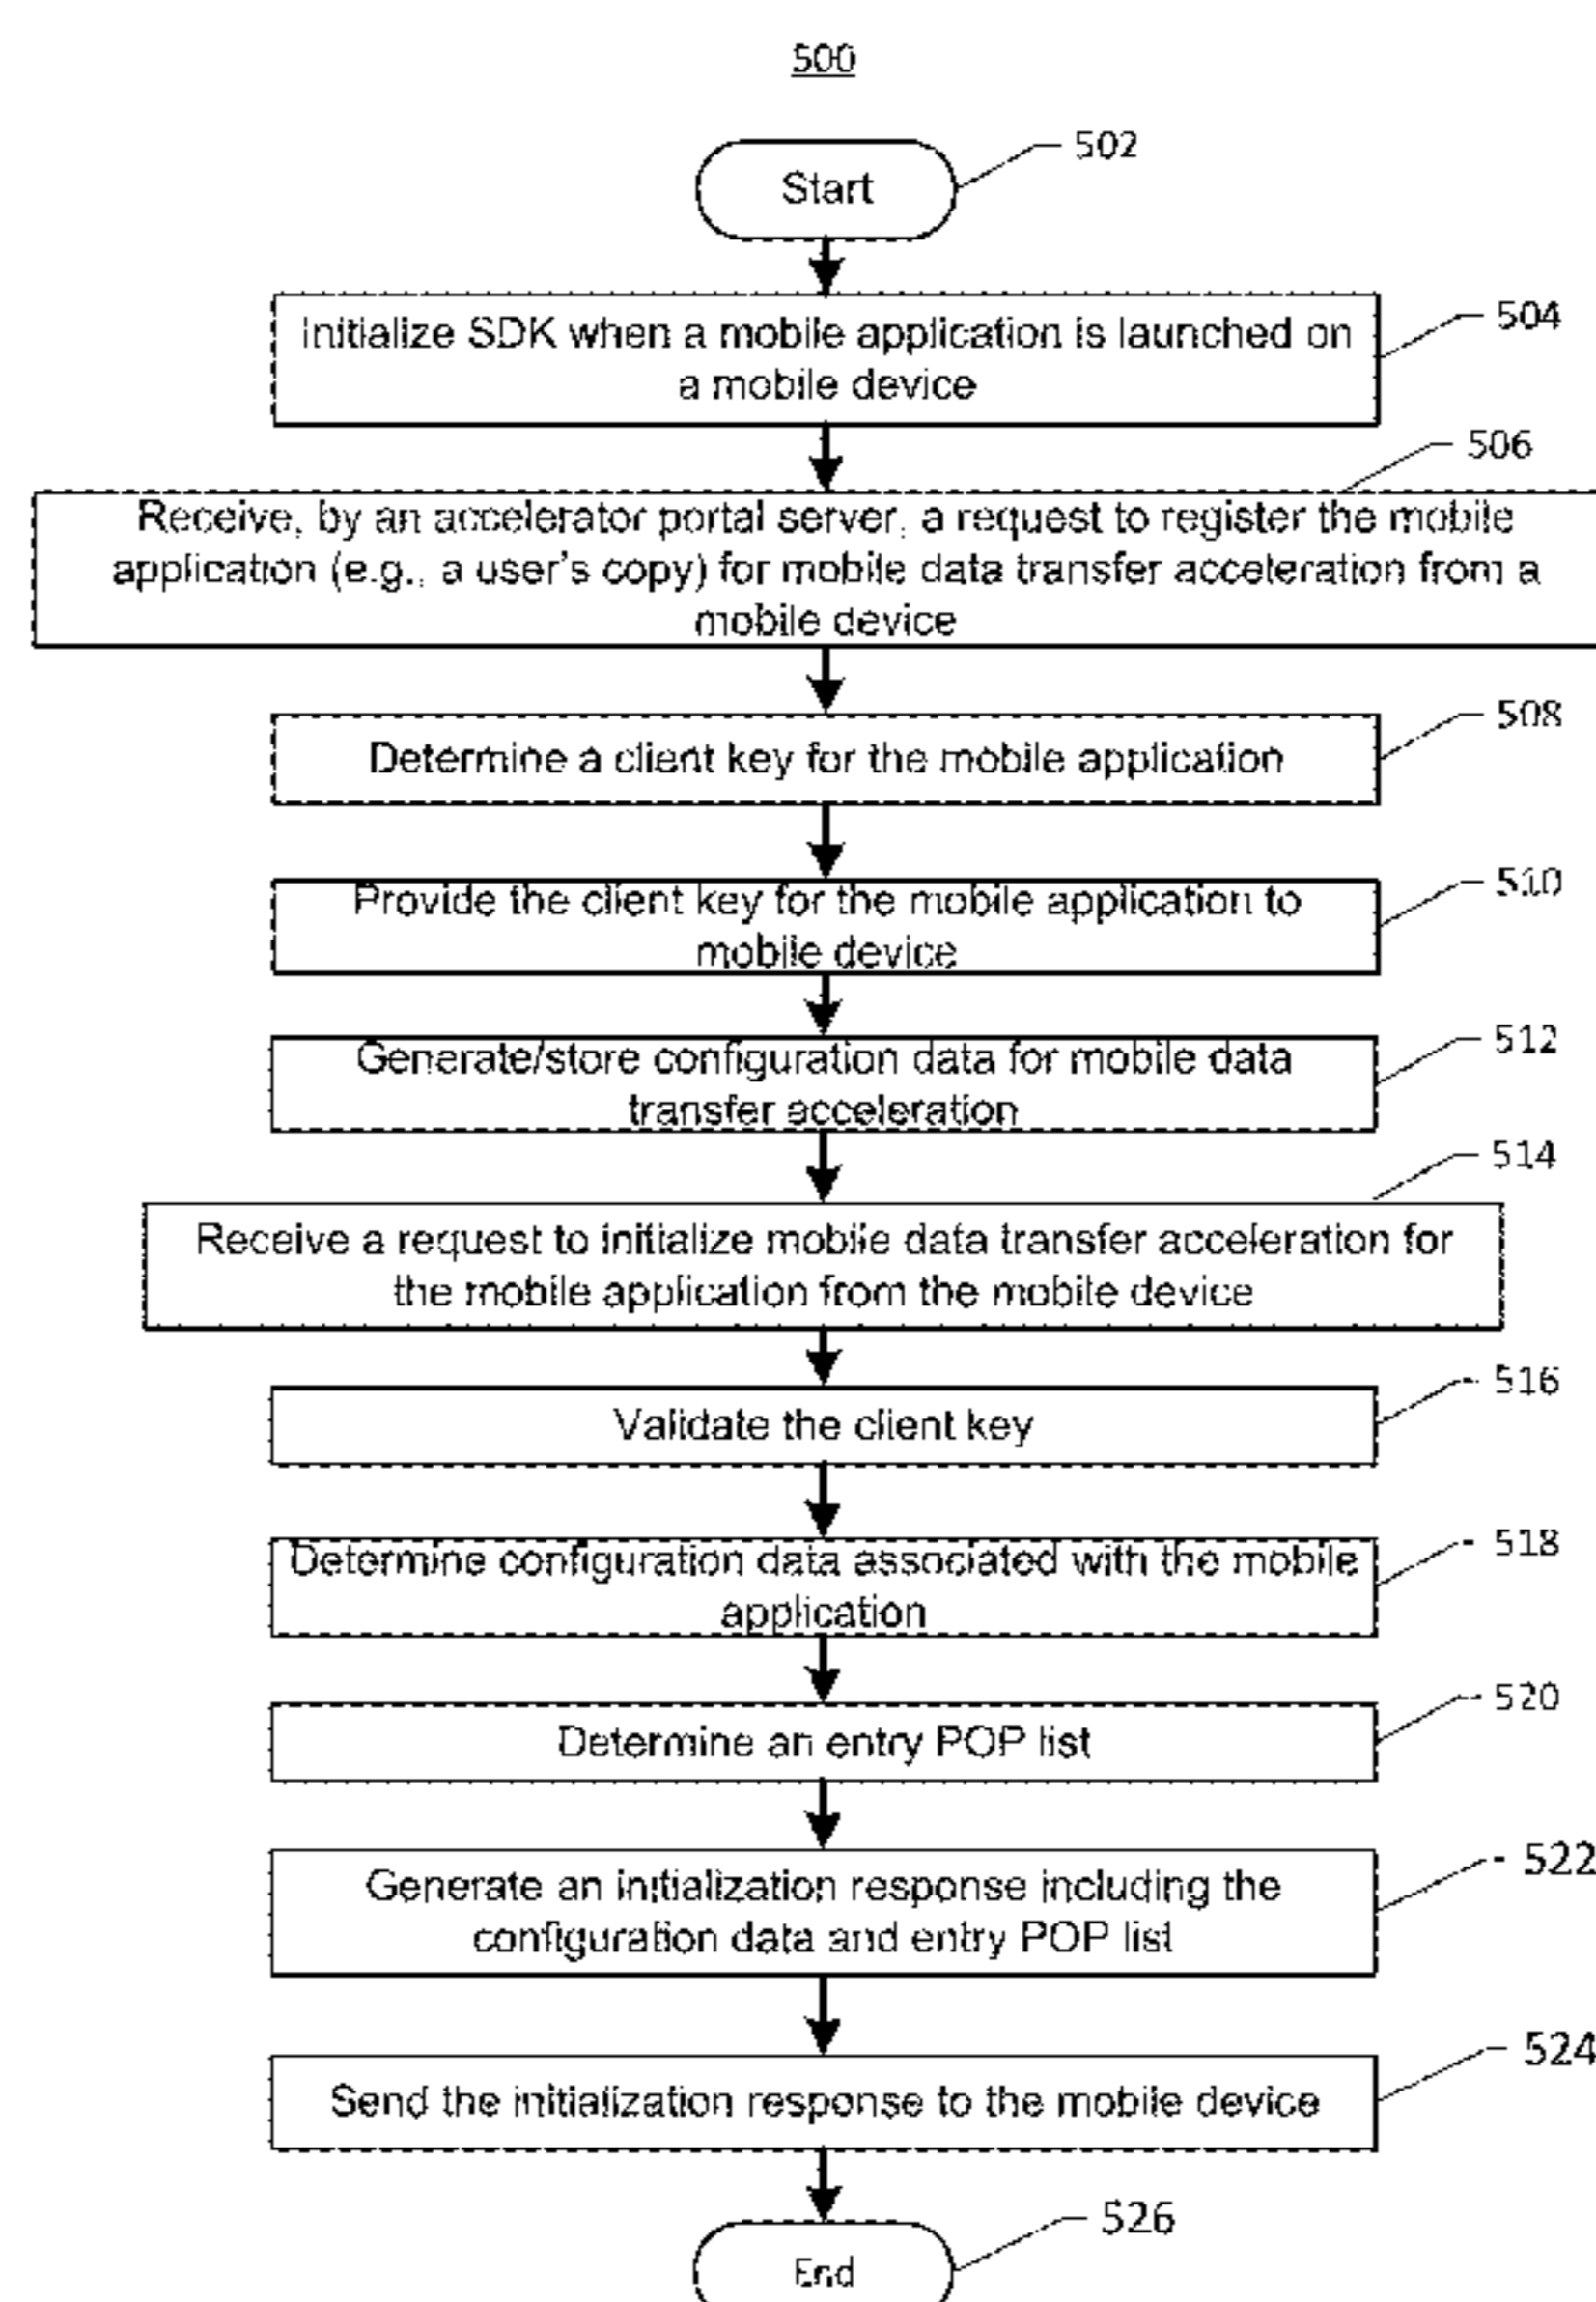 500
502
Start
504
Initialize SDK when a mobile application is launched on
a mobile device
506
Receive, by an accelerator portal server, a request to register the mobile
application (e.g., a user's copy) for mobile data transfer acceleration from a
mobile device
508
Determine a client key for the mobile application
510
Provide the client key for the mobile application to
mobile device
512
Generate/store configuration data for mobile data
transfer acceleration
514
Receive a request to initialize mobile data transfer acceleration for
the mobile application from the mobile device
516
Validate the client key
518
Determine configuration data associated with the mobile
application
520
Determine an entry POP list
522
Generate an initialization response including the
configuration data and entry POP list
524
Send the initialization response to the mobile device
526
End